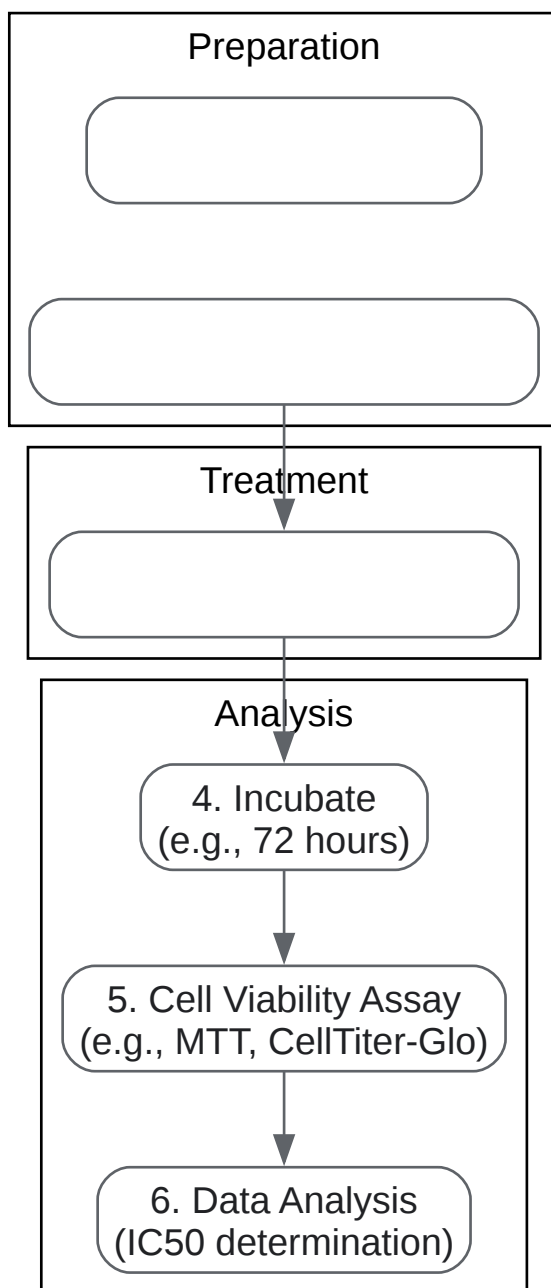 Preparation
Treatment
Analysis
4. Incubate
(e.g., 72 hours)
5. Cell Viability Assay
(e.g., MTT, CellTiter-Glo)
6. Data Analysis
(IC50 determination)